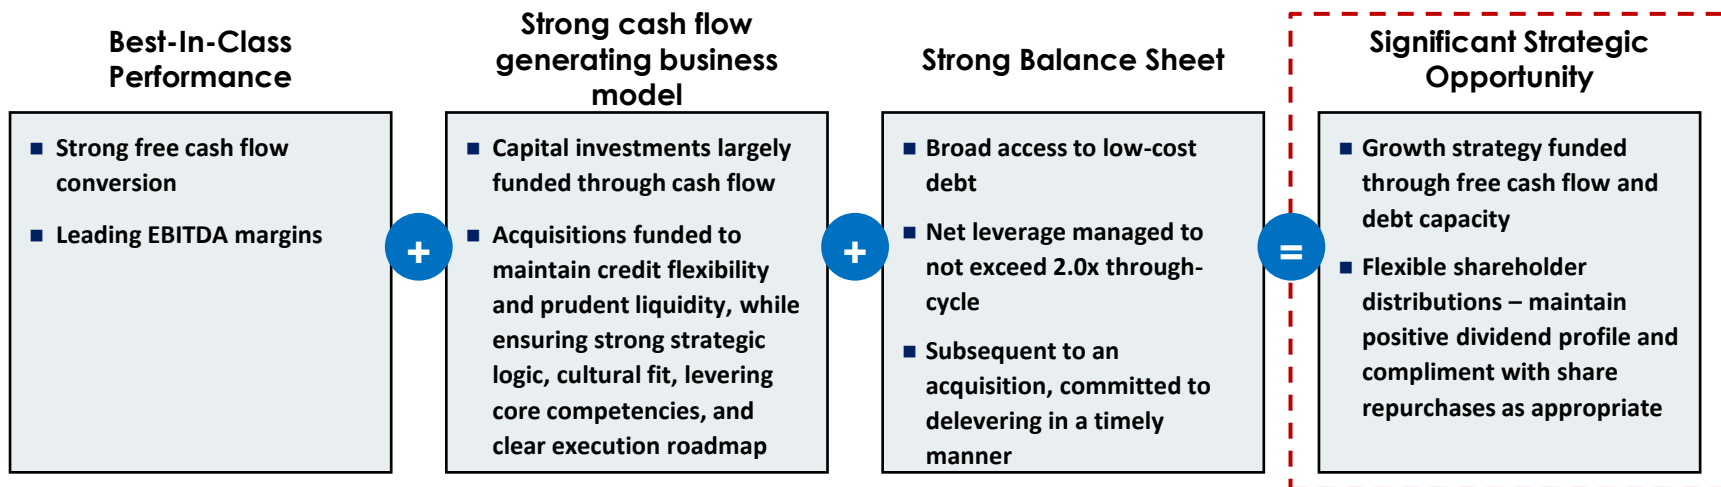 Best-In-Class
Performance
■ Strong free cash flow
conversion
■ Leading EBITDA margins
+
Strong cash flow
generating business
model
■ Capital investments largely
funded through cash flow
■ Acquisitions funded to
maintain credit flexibility
and prudent liquidity, while
ensuring strong strategic
logic, cultural fit, levering
core competencies, and
clear execution roadmap
+
Strong Balance Sheet
■ Broad access to low-cost
debt
■ Net leverage managed to
not exceed 2.0x through-
cycle
■ Subsequent to an
acquisition, committed to
delevering in a timely
manner
=
Significant Strategic
Opportunity
■ Growth strategy funded
through free cash flow and
debt capacity
■ Flexible shareholder
distributions – maintain
positive dividend profile and
compliment with share
repurchases as appropriate